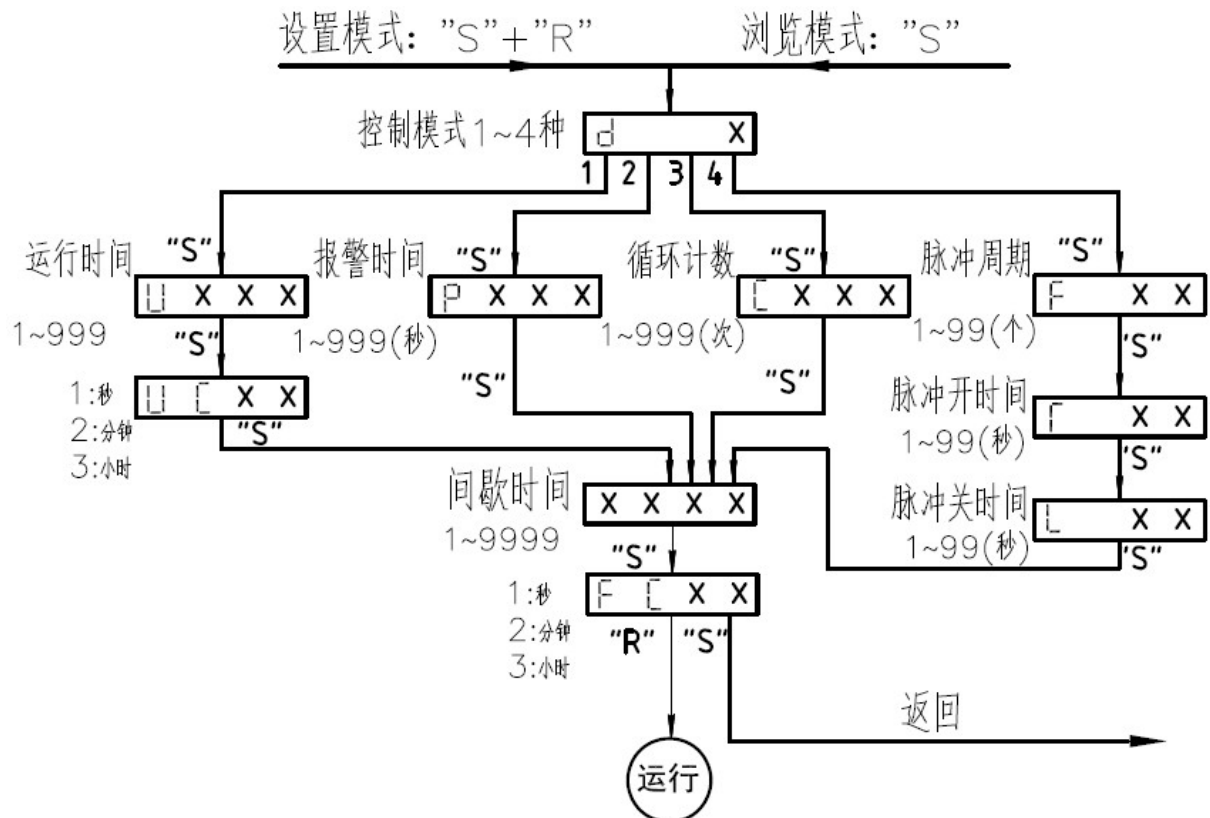 设置模式："S"+"R"
浏览模式："S"
控制模式1~4种
d X
1 2 3 4
运行时间 "S"
报警时间 "S"
循环计数 "S"
脉冲周期 "S"
U X X X
P X X X
C X X X
F X X
1~999
1~999(秒)
1~999(次)
1~99(个)
"S"
"S"
"S"
'S"
1:秒
2:分钟
3:小时
U C X X
"S"
脉冲开时间
1~99(秒)
Γ X X
'S"
间歇时间
1~9999
X X X X
脉冲关时间
1~99(秒)
L X X
'S"
"S"
1:秒
2:分钟
3:小时
F C X X
"R" "S"
返回
运行